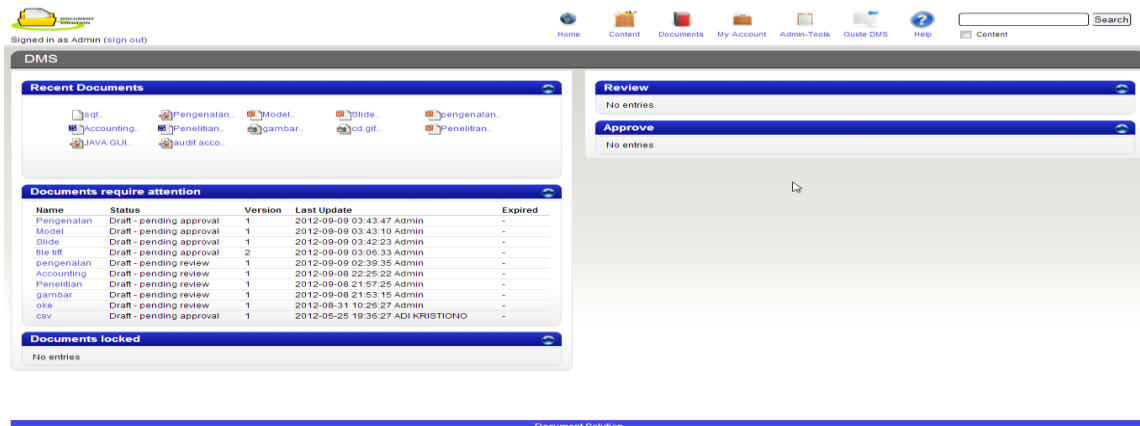 DOCUMENT
SOLUTION
Signed in as Admin (sign out)
Home Content Documents My Account Admin-Tools Guide DMS Help
Search
Content
DMS
Recent Documents
sql.. Pengenalan.. Model.. Slide.. pengenalan..
Accounting.. Penelitian.. gambar.. cd.gif.. Penelitian..
JAVA GUI.. audit acco..
Documents require attention
Name Status Version Last Update Expired
Pengenalan Draft - pending approval 1 2012-09-09 03:43:47 Admin -
Model Draft - pending approval 1 2012-09-09 03:43:10 Admin -
Slide Draft - pending approval 1 2012-09-09 03:42:23 Admin -
file tiff Draft - pending approval 2 2012-09-09 03:06:33 Admin -
pengenalan Draft - pending review 1 2012-09-09 02:39:35 Admin -
Accounting Draft - pending review 1 2012-09-08 22:25:22 Admin -
Penelitian Draft - pending review 1 2012-09-08 21:57:25 Admin -
gambar Draft - pending review 1 2012-09-08 21:53:15 Admin -
oke Draft - pending review 1 2012-08-31 10:26:27 Admin -
csv Draft - pending approval 1 2012-05-25 19:36:27 ADI KRISTIONO -
Documents locked
No entries
Review
No entries
Approve
No entries
Document Solution